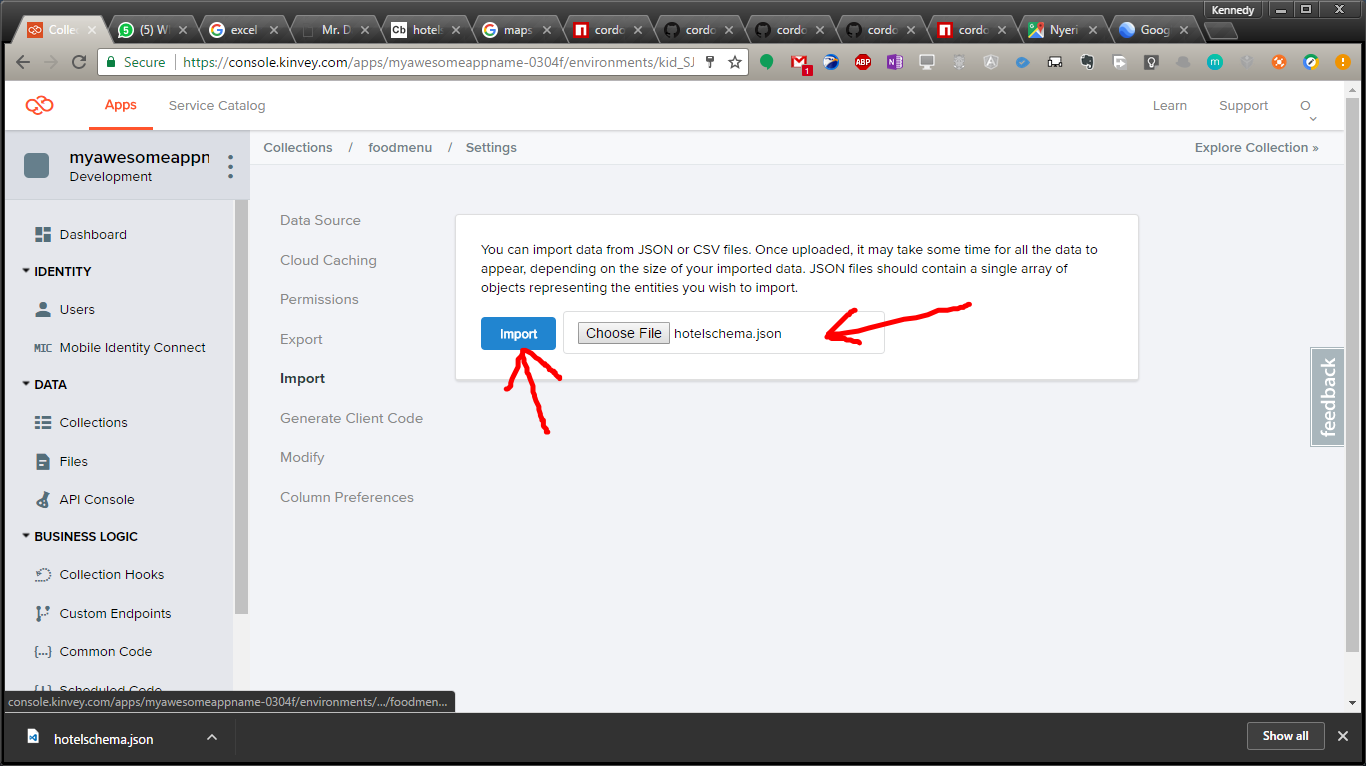 Kennedy
Collec
(5) W
excel
Mr. D
Cb hotel
maps
cordo
cordo
cordo
cordo
cordo
Nyeri
Goog
Secure
https://console.kinvey.com/apps/myawesomeappname-0304f/environments/kid_SJ
1
ABP
Apps
Service Catalog
Learn
Support
O
myawesomeappn
Development
Collections / foodmenu / Settings
Explore Collection »
Dashboard
IDENTITY
Users
MIC Mobile Identity Connect
DATA
Collections
Files
API Console
BUSINESS LOGIC
Collection Hooks
Custom Endpoints
{...} Common Code
Scheduled Code
Data Source
Cloud Caching
Permissions
Export
Import
Generate Client Code
Modify
Column Preferences
You can import data from JSON or CSV files. Once uploaded, it may take some time for all the data to
appear, depending on the size of your imported data. JSON files should contain a single array of
objects representing the entities you wish to import.
Import
Choose File hotelschema.json
feedback
console.kinvey.com/apps/myawesomeappname-0304f/environments/.../foodmen...
hotelschema.json
Show all